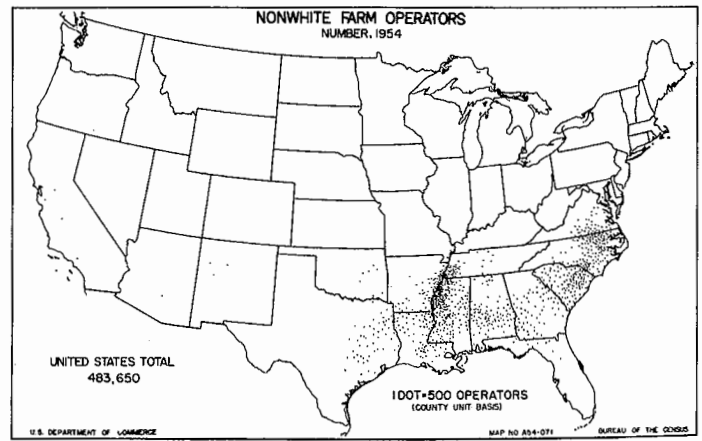 NONWHITE FARM OPERATORS
NUMBER, 1954
UNITED STATES TOTAL
483,650
1 DOT=500 OPERATORS
(COUNTY UNIT BASIS)
U.S. DEPARTMENT OF COMMERCE
MAP NO A54-071
BUREAU OF THE CENSUS